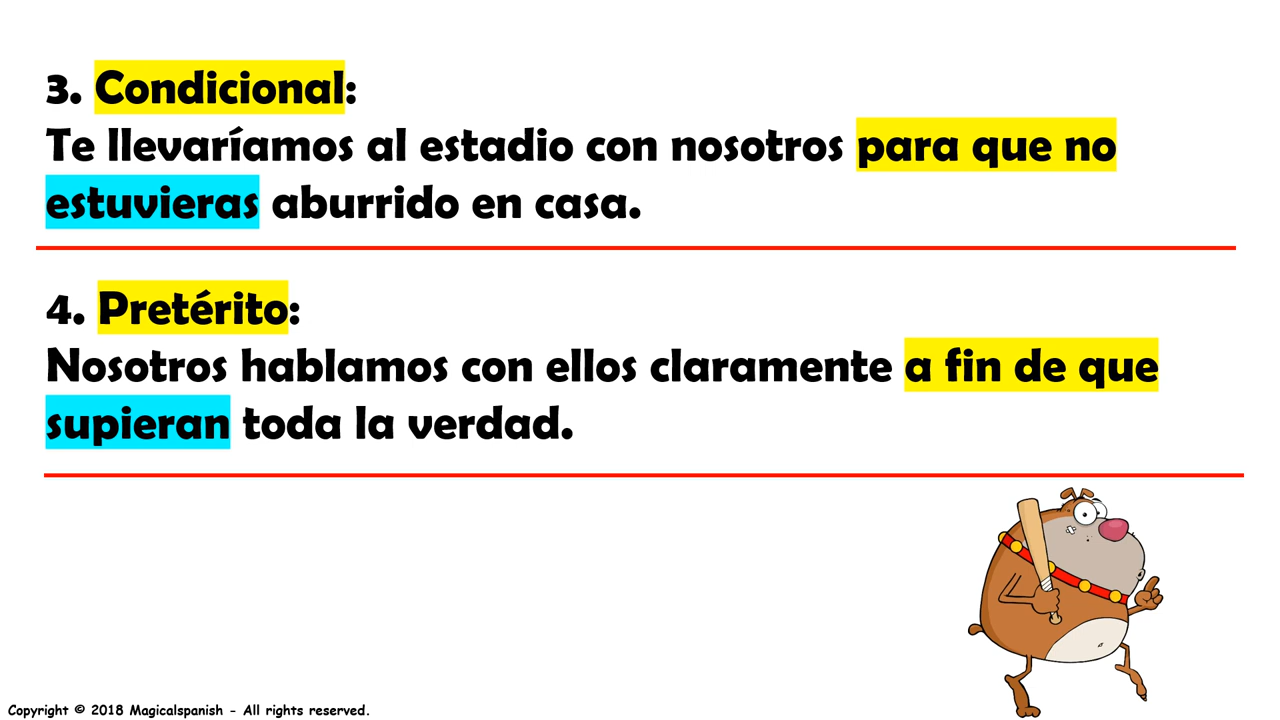 3. Condicional:
Te llevaríamos al estadio con nosotros para que no
estuvieras aburrido en casa.
4. Pretérito:
Nosotros hablamos con ellos claramente a fin de que
supieran toda la verdad.
Copyright © 2018 Magicalspanish - All rights reserved.